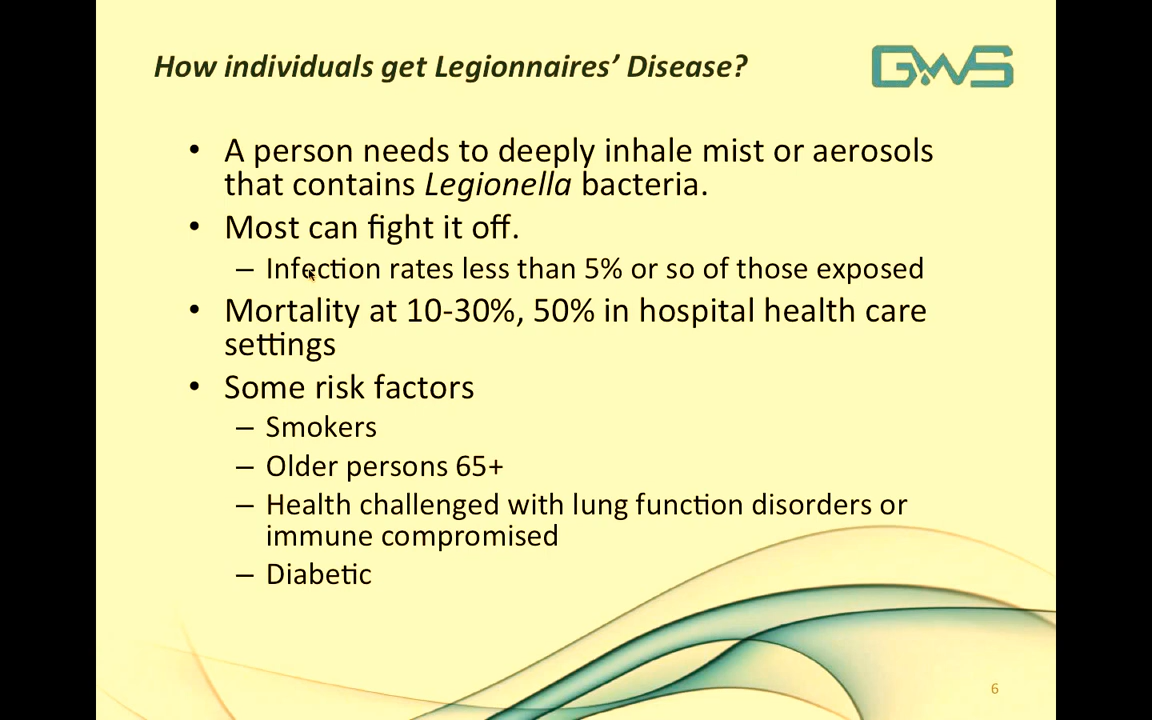 How individuals get Legionnaires’ Disease?
GWS
• A person needs to deeply inhale mist or aerosols
that contains Legionella bacteria.
• Most can fight it off.
– Infection rates less than 5% or so of those exposed
• Mortality at 10-30%, 50% in hospital health care
settings
• Some risk factors
– Smokers
– Older persons 65+
– Health challenged with lung function disorders or
immune compromised
– Diabetic
6